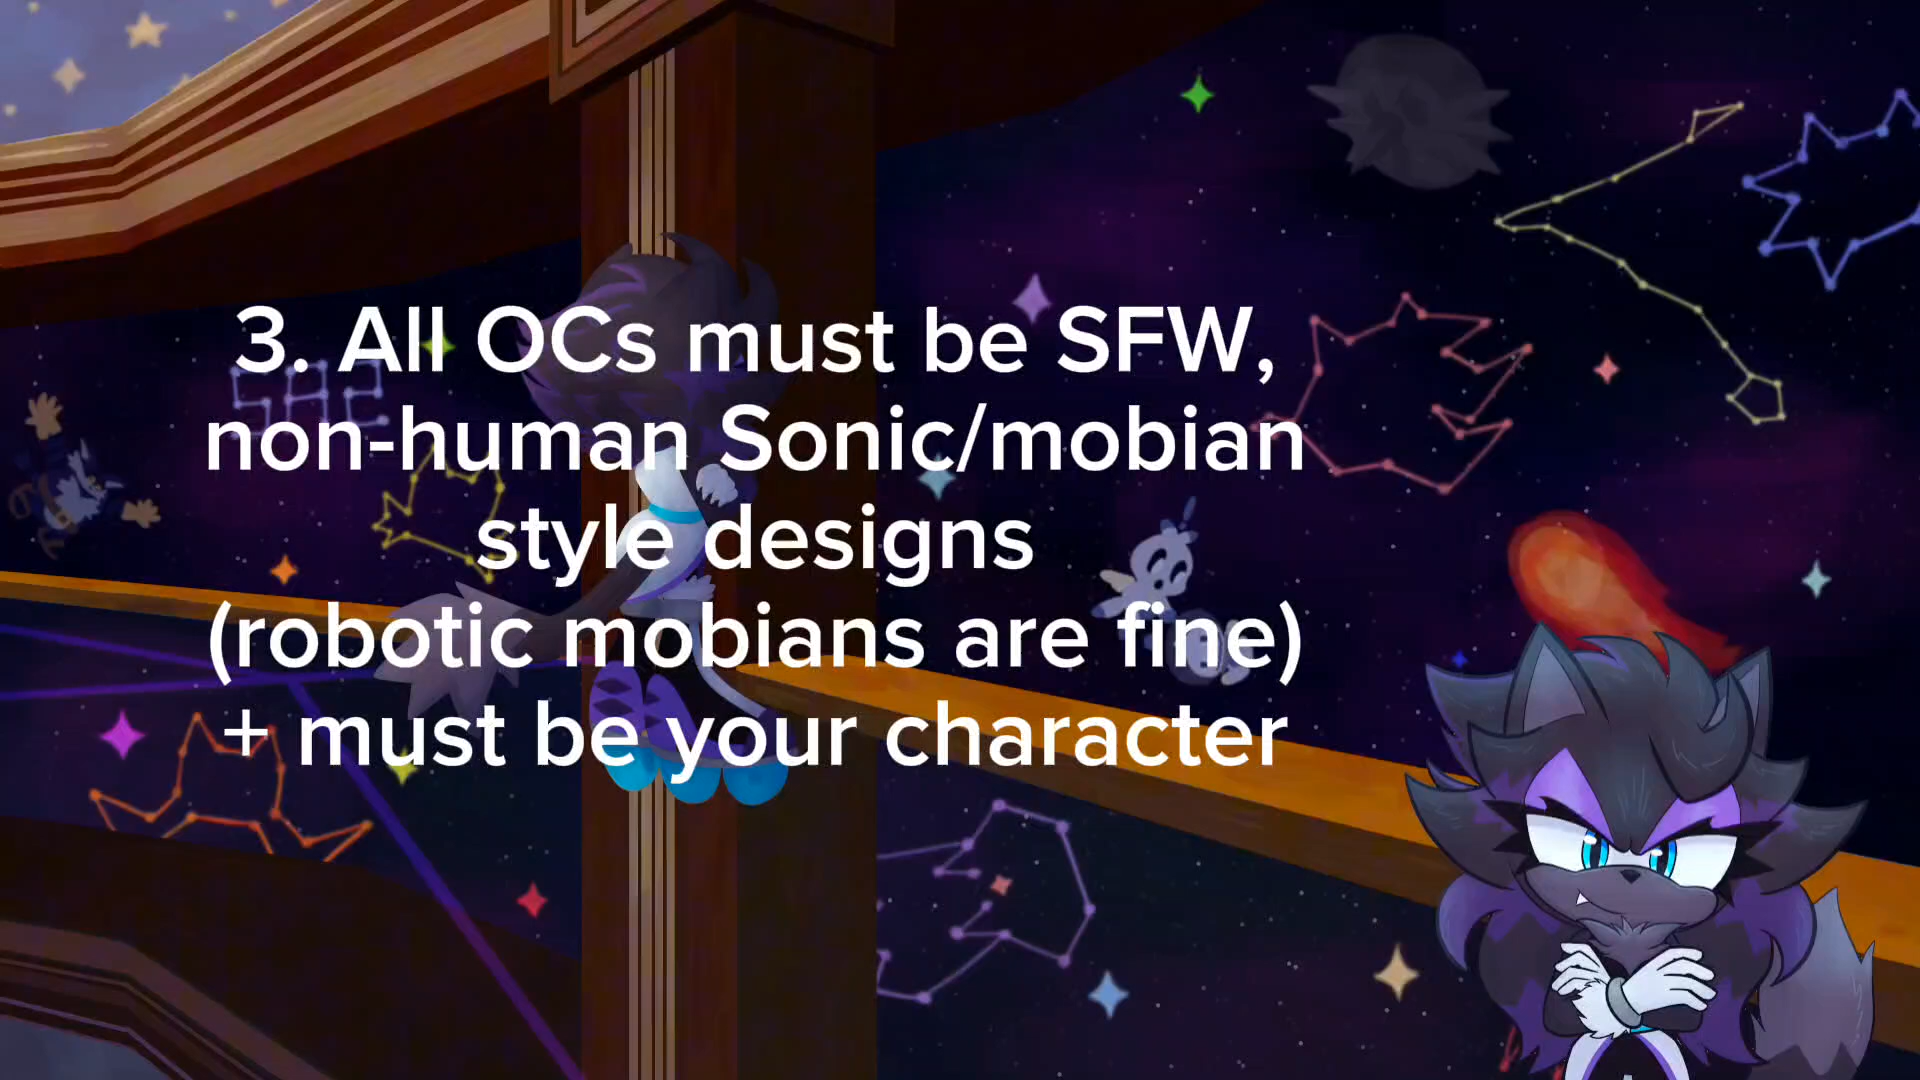 3. All OCs must be SFW,
non-human Sonic/mobian
style designs
(robotic mobians are fine)
+ must be your character
SAE